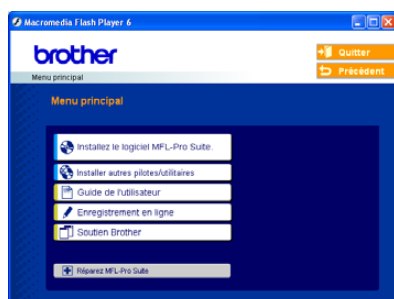 Macromedia Flash Player 6
brother
Quitter
Précédent
Menu principal
Menu principal
Installez le logiciel MFL-Pro Suite.
Installer autres pilotes/utilitaires
Guide de l'utilisateur
Enregistrement en ligne
Soutien Brother
Réparez MFL-Pro Suite